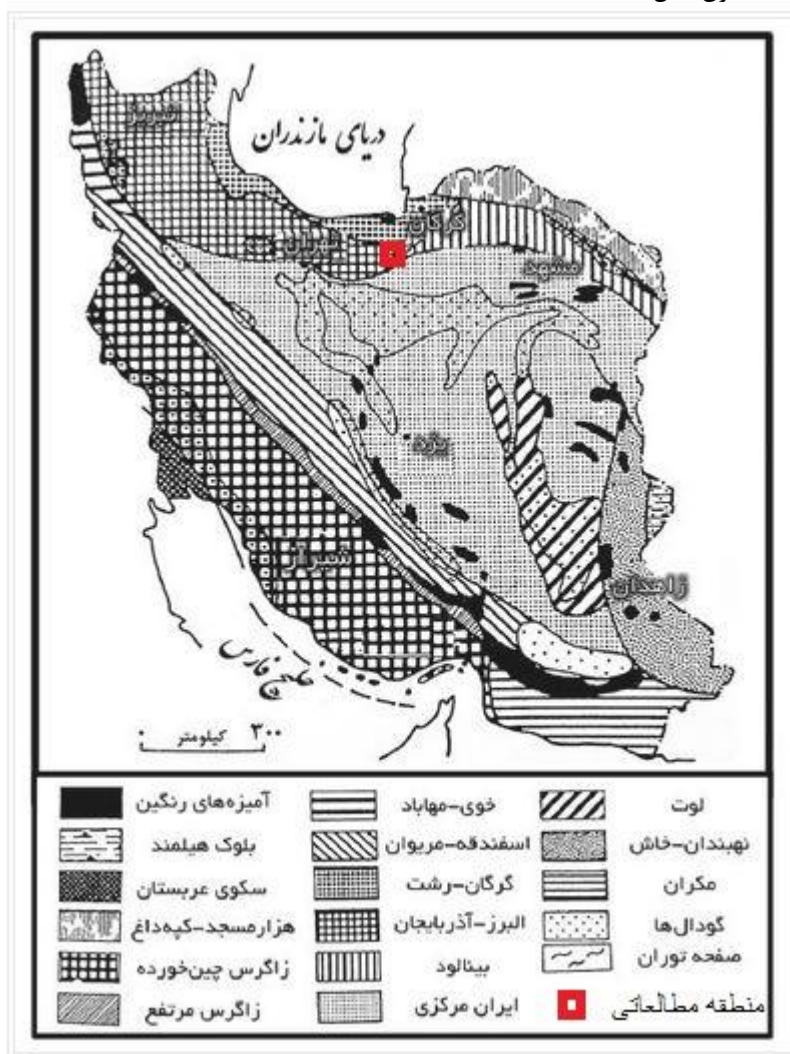 تبریز
دریای مازندران
گرگان
تهران
مشهد
یزد
شیراز
زاهدان
خلیج فارس
۳۰۰ کیلومتر ۰
لوت
خوی-مهاباد
آمیزه‌های رنگین
نهبندان-خاش
اسفندقه-مریوان
بلوک هیلمند
مکران
گرگان-رشت
سکوی عربستان
گودال‌ها
البرز-آذربایجان
هزارمسجد-کپه‌داغ
صفحه توران
بینالود
زاگرس چین‌خورده
منطقه مطالعاتی
ایران مرکزی
زاگرس مرتفع